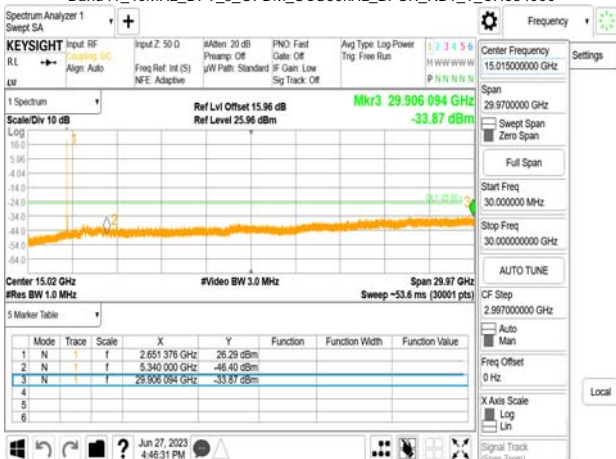 Spectrum Analyzer 1
Swept SA
+
Frequency
KEYSIGHT
RL
Input: RF
Coupling: DC
Align: Auto
Input Z: 50 Ω
Freq Ref: Int (S)
NFE: Adaptive
#Atten: 20 dB
Preamp: Off
µW Path: Standard
PNO: Fast
Gate: Off
IF Gain: Low
Sig Track: Off
Avg Type: Log-Power
Trig: Free Run
1 2 3 4 5 6
M W W W W W
P N N N N N
Center Frequency
15.015000000 GHz
Settings
Span
29.9700000 GHz
Swept Span
Zero Span
Full Span
Start Freq
30.000000 MHz
Stop Freq
30.000000000 GHz
AUTO TUNE
CF Step
2.997000000 GHz
Auto
Man
Freq Offset
0 Hz
X Axis Scale
Log
Lin
Signal Track
Local
1 Spectrum
Scale/Div 10 dB
Log
Ref Lvl Offset 15.96 dB
Ref Level 25.96 dBm
Mkr3 29.906 094 GHz
-33.87 dBm
16.0
5.96
-4.04
-14.0
-24.0
-34.0
-44.0
-54.0
-64.0
1
2
3
Center 15.02 GHz
#Res BW 1.0 MHz
#Video BW 3.0 MHz
Span 29.97 GHz
Sweep ~53.6 ms (30001 pts)
5 Marker Table
Mode Trace Scale X Y Function Function Width Function Value
1 N 1 f 2.651 376 GHz 26.29 dBm
2 N 1 f 5.340 000 GHz -46.40 dBm
3 N 1 f 29.906 094 GHz -33.87 dBm
4
5
6
?
Jun 27, 2023
4:46:31 PM